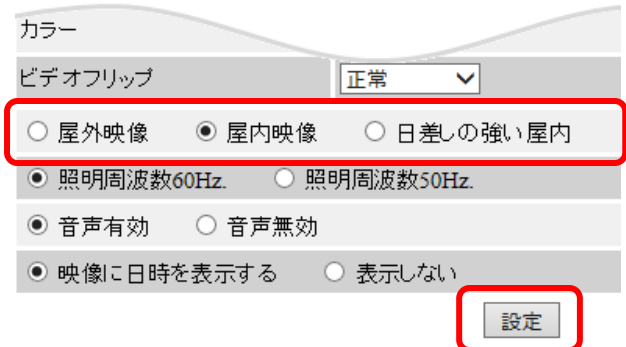 カラー
ビデオフリップ 正常
屋外映像 屋内映像 日差しの強い屋内
照明周波数60Hz. 照明周波数50Hz.
音声有効 音声無効
映像に日時を表示する 表示しない
設定